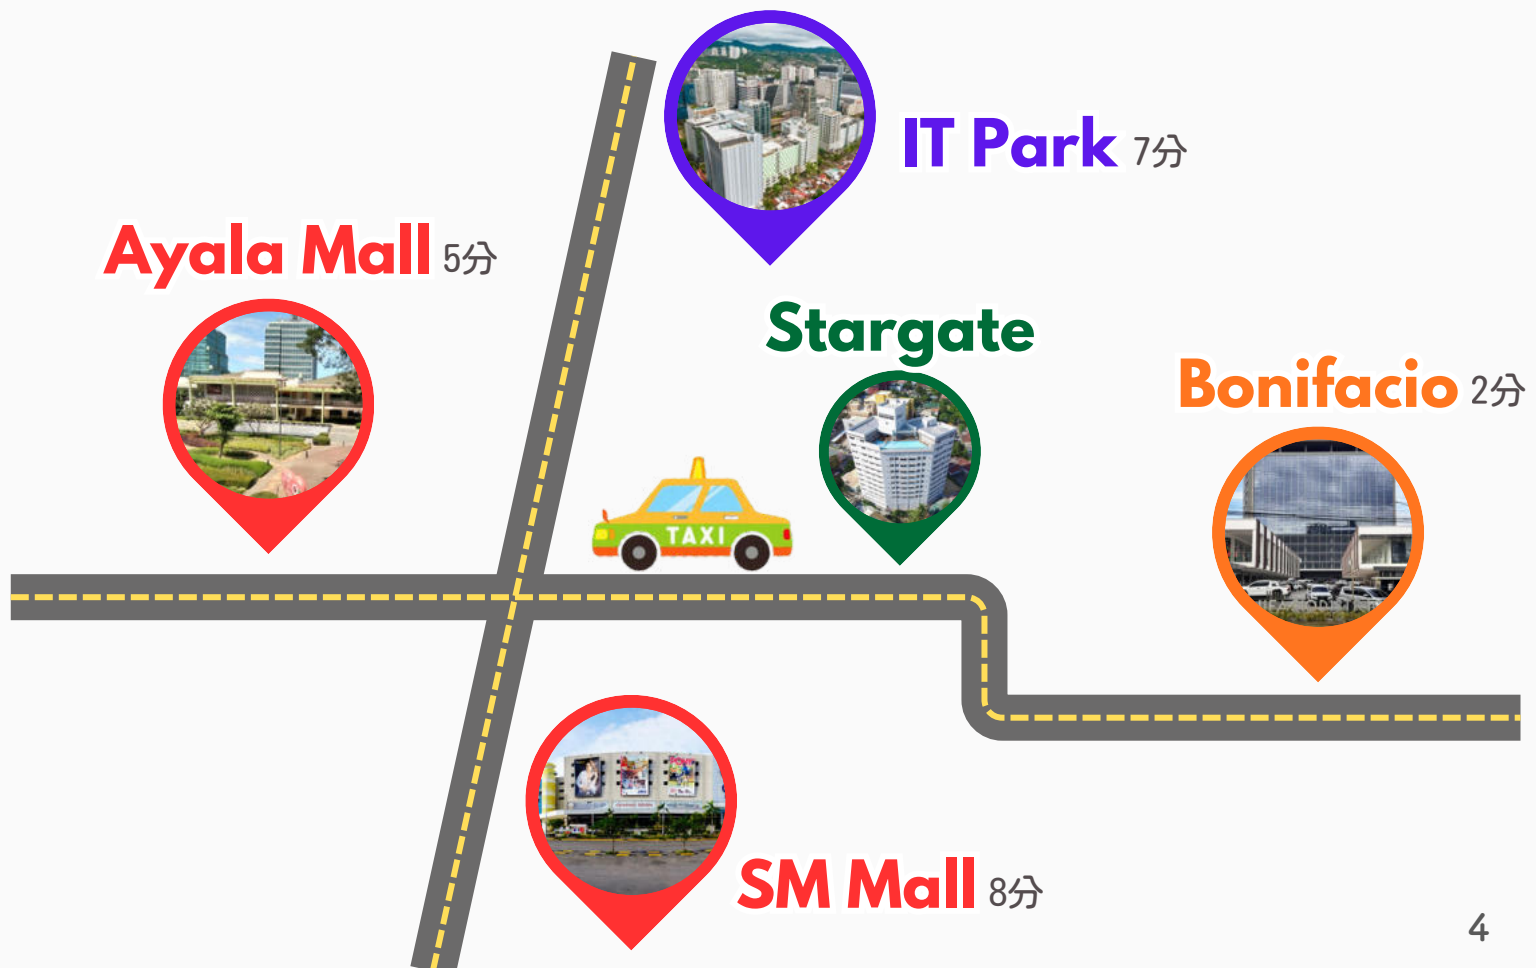 IT Park 7分
Ayala Mall 5分
Stargate
Bonifacio 2分
TAXI
SM Mall 8分
4